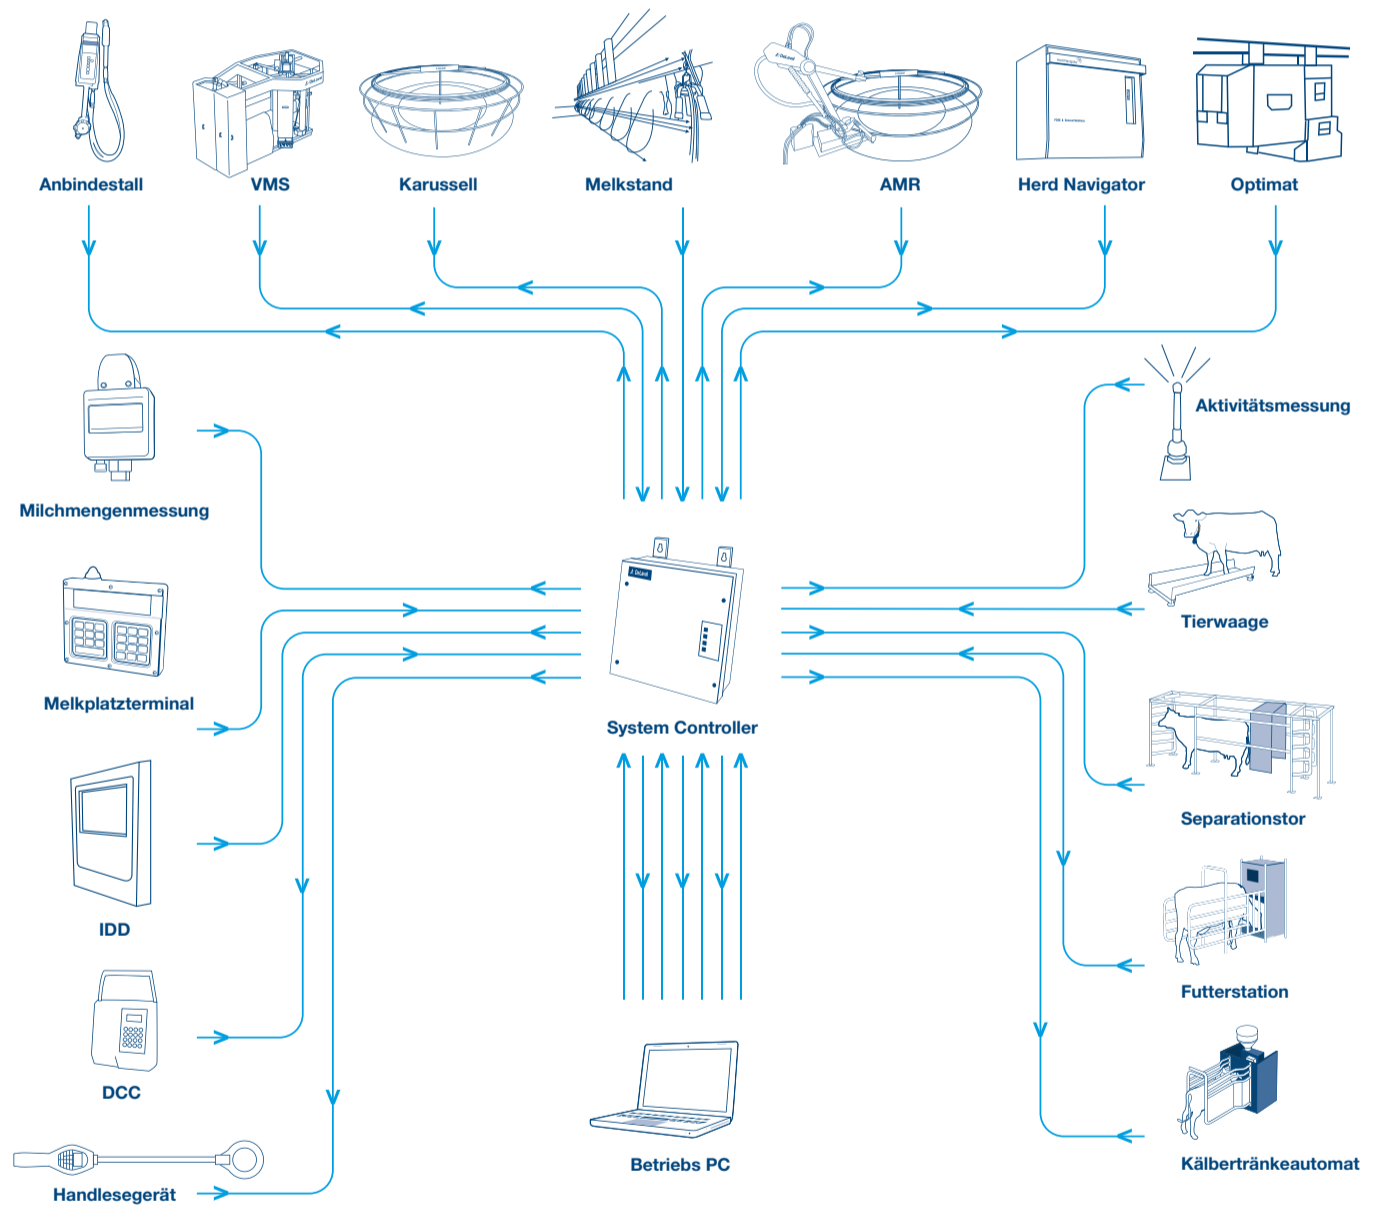 Anbindestall
VMS
Karussell
Melkstand
AMR
Herd Navigator
Optimat
Aktivitätsmessung
Milchmengenmessung
DeLaval
Tierwaage
Melkplatzterminal
System Controller
Separationstor
IDD
Futterstation
DCC
Betriebs PC
Kälbertränkeautomat
Handlesegerät